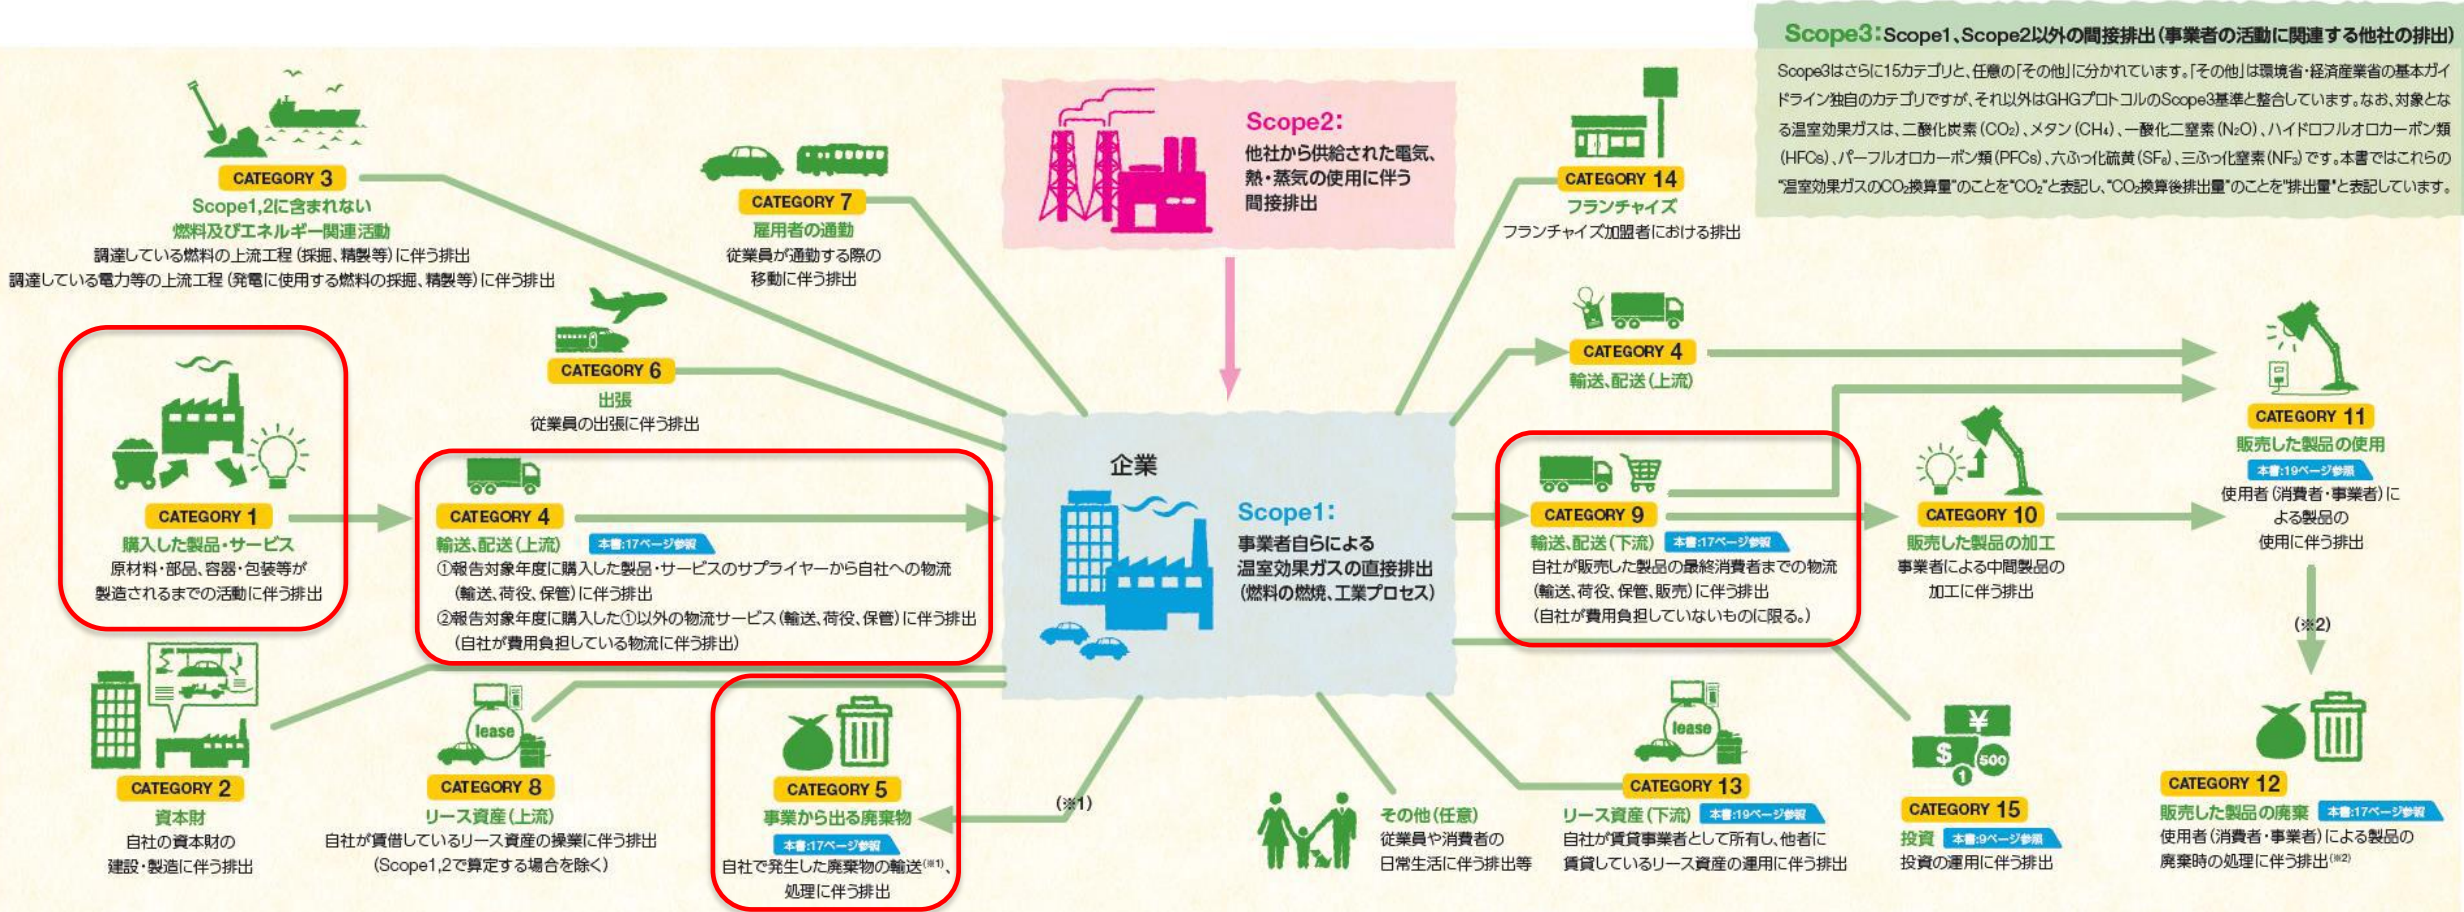 Scope3:Scope1、Scope2以外の間接排出(事業者の活動に関連する他社の排出)
Scope3はさらに15カテゴリと、任意の「その他」に分かれています。「その他」は環境省・経済産業省の基本ガイ
ドライン独自のカテゴリですが、それ以外はGHGプロトコルのScope3基準と整合しています。なお、対象とな
る温室効果ガスは、二酸化炭素(CO₂)、メタン(CH₄)、一酸化二窒素(N₂O)、ハイドロフルオロカーボン類
(HFCs)、パーフルオロカーボン類(PFCs)、六ふっ化硫黄(SF₆)、三ふっ化窒素(NF₃)です。本書ではこれらの
"温室効果ガスのCO₂換算量"のことを"CO₂"と表記し、"CO₂換算後排出量"のことを"排出量"と表記しています。
CATEGORY 3
Scope1,2に含まれない
燃料及びエネルギー関連活動
調達している燃料の上流工程(採掘、精製等)に伴う排出
調達している電力等の上流工程(発電に使用する燃料の採掘、精製等)に伴う排出
CATEGORY 7
雇用者の通勤
従業員が通勤する際の
移動に伴う排出
Scope2:
他社から供給された電気、
熱・蒸気の使用に伴う
間接排出
CATEGORY 14
フランチャイズ
フランチャイズ加盟者における排出
CATEGORY 6
出張
従業員の出張に伴う排出
CATEGORY 4
輸送、配送(上流)
CATEGORY 11
販売した製品の使用
本書:19ページ参照
使用者(消費者・事業者)に
よる製品の
使用に伴う排出
CATEGORY 1
購入した製品・サービス
原材料・部品、容器・包装等が
製造されるまでの活動に伴う排出
CATEGORY 4
輸送、配送(上流) 本書:17ページ参照
①報告対象年度に購入した製品・サービスのサプライヤーから自社への物流
(輸送、荷役、保管)に伴う排出
②報告対象年度に購入した①以外の物流サービス(輸送、荷役、保管)に伴う排出
(自社が費用負担している物流に伴う排出)
企業
Scope1:
事業者自らによる
温室効果ガスの直接排出
(燃料の燃焼、工業プロセス)
CATEGORY 9
輸送、配送(下流) 本書:17ページ参照
自社が販売した製品の最終消費者までの物流
(輸送、荷役、保管、販売)に伴う排出
(自社が費用負担していないものに限る。)
CATEGORY 10
販売した製品の加工
事業者による中間製品の
加工に伴う排出
(※2)
CATEGORY 2
資本財
自社の資本財の
建設・製造に伴う排出
lease
CATEGORY 8
リース資産(上流)
自社が賃借しているリース資産の操業に伴う排出
(Scope1,2で算定する場合を除く)
CATEGORY 5
事業から出る廃棄物
本書:17ページ参照
自社で発生した廃棄物の輸送(※1)、
処理に伴う排出
(※1)
その他(任意)
従業員や消費者の
日常生活に伴う排出等
lease
CATEGORY 13
リース資産(下流) 本書:19ページ参照
自社が賃貸事業者として所有し、他者に
賃貸しているリース資産の運用に伴う排出
¥
$
1
500
CATEGORY 15
投資 本書:9ページ参照
投資の運用に伴う排出
CATEGORY 12
販売した製品の廃棄 本書:17ページ参照
使用者(消費者・事業者)による製品の
廃棄時の処理に伴う排出(※2)